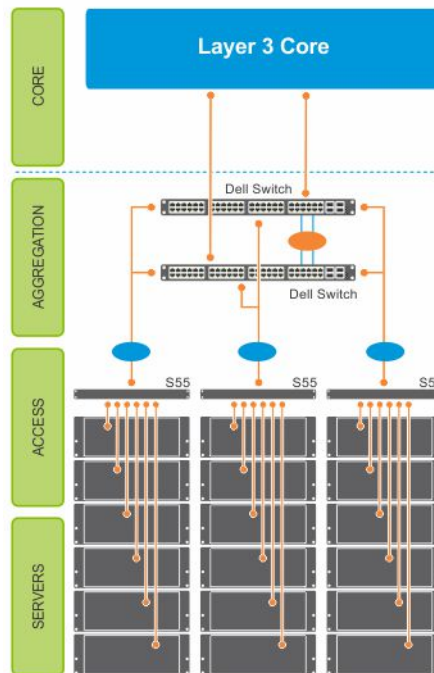 CORE
Layer 3 Core
AGGREGATION
Dell Switch
Dell Switch
ACCESS
S55
S55
SERVERS